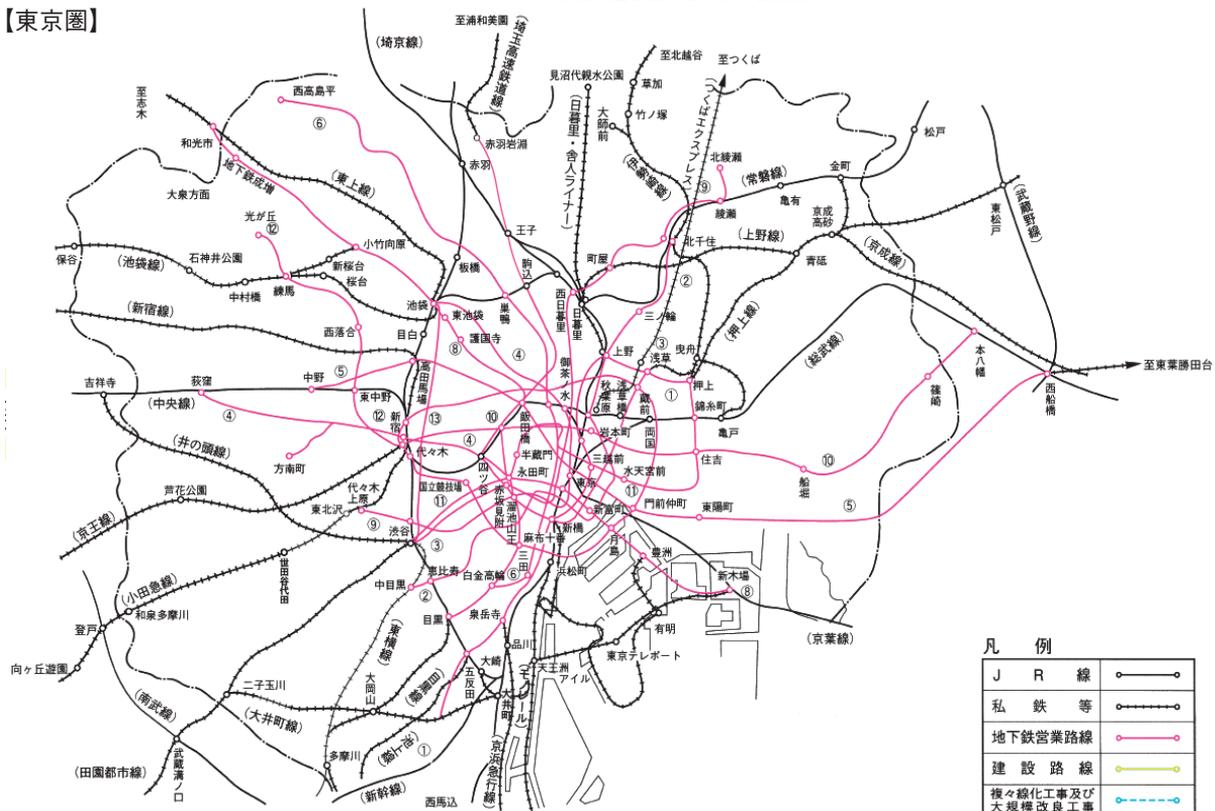 【東京圏】
至浦和美園
(埼京線)
(埼玉高速鉄道線)
至北越谷
至つくば
見沼代親水公園
草加
至志木
西高島平
⑥
竹ノ塚
大師前
(日暮里・舎人ライナー)
(つくばエクスプレス)
赤羽岩淵
赤羽
(伊勢崎線)
松戸
和光市
地下鉄成増
(東上線)
北綾瀬
⑨
(常磐線)
金町
大泉方面
綾瀬
亀有
京成高砂
東松戸
(武蔵野線)
光が丘
⑫
王子
北千住
(上野線)
(京成線)
保谷
(池袋線)
石神井公園
小竹向原
新桜台
桜台
板橋
駒込
町屋
青砥
中村橋
練馬
②
西日暮里
日暮里
(新宿線)
池袋
東池袋
巣鴨
三ノ輪
(押上線)
西落合
目白
⑧
護国寺
④
御茶ノ水
上野
③
浅草
曳舟
(総武線)
本八幡
至東葉勝田台
吉祥寺
荻窪
中野
⑤
東中野
高田馬場
秋葉原
浅草橋
蔵前
①
押上
篠崎
西船橋
(中央線)
④
⑫
新宿
⑬
⑩
飯田橋
岩本町
両国
錦糸町
亀戸
(井の頭線)
方南町
代々木
④
四ツ谷
半蔵門
三越前
住吉
永田町
水天宮前
船堀
⑩
芦花公園
代々木上原
国立競技場
赤坂見附
溜池山王
東京
⑪
東北沢
⑪
新富町
門前仲町
東陽町
⑤
(京王線)
⑨
渋谷
新橋
月島
③
麻布十番
豊洲
世田谷代田
恵比寿
白金高輪
三田
⑥
浜松町
新木場
⑧
(小田急線)
中目黒
②
和泉多摩川
目黒
泉岳寺
有明
(京葉線)
登戸
(東横線)
品川
東京テレポート
向ヶ丘遊園
大崎
天王洲アイル
二子玉川
大岡山
(目黒線)
五反田
大井町
(モノレール)
(南武線)
(大井町線)
武蔵溝ノ口
多摩川
(池上線)
①
(京浜急行線)
(田園都市線)
(新幹線)
西馬込
凡 例
J R 線
私 鉄 等
地下鉄営業路線
建 設 路 線
複々線化工事及び
大規模改良工事